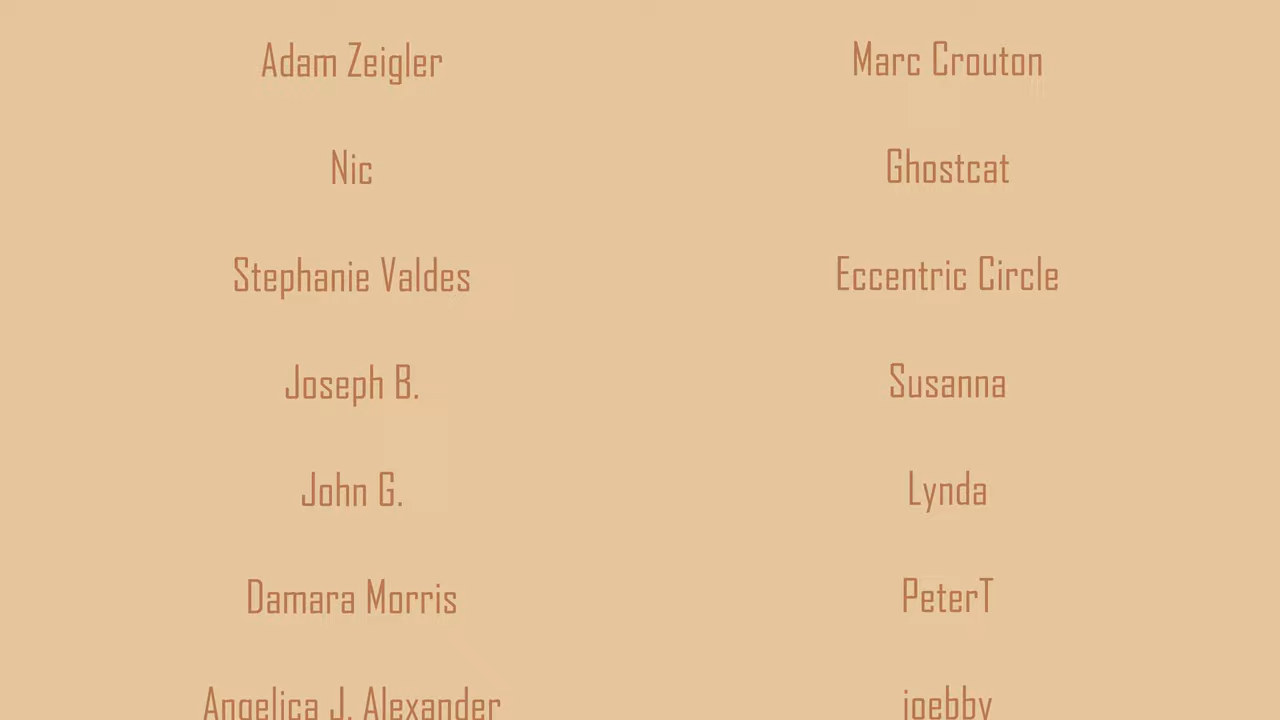 Adam Zeigler
Marc Crouton
Nic
Ghostcat
Stephanie Valdes
Eccentric Circle
Joseph B.
Susanna
John G.
Lynda
Damara Morris
PeterT
Angelica J. Alexander
joebby